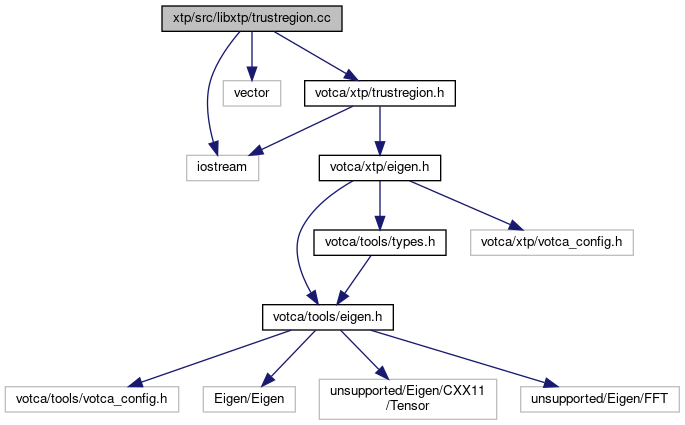 xtp/src/libxtp/trustregion.cc
vector
votca/xtp/trustregion.h
iostream
votca/xtp/eigen.h
votca/tools/types.h
votca/xtp/votca_config.h
votca/tools/eigen.h
votca/tools/votca_config.h
Eigen/Eigen
unsupported/Eigen/CXX11
/Tensor
unsupported/Eigen/FFT